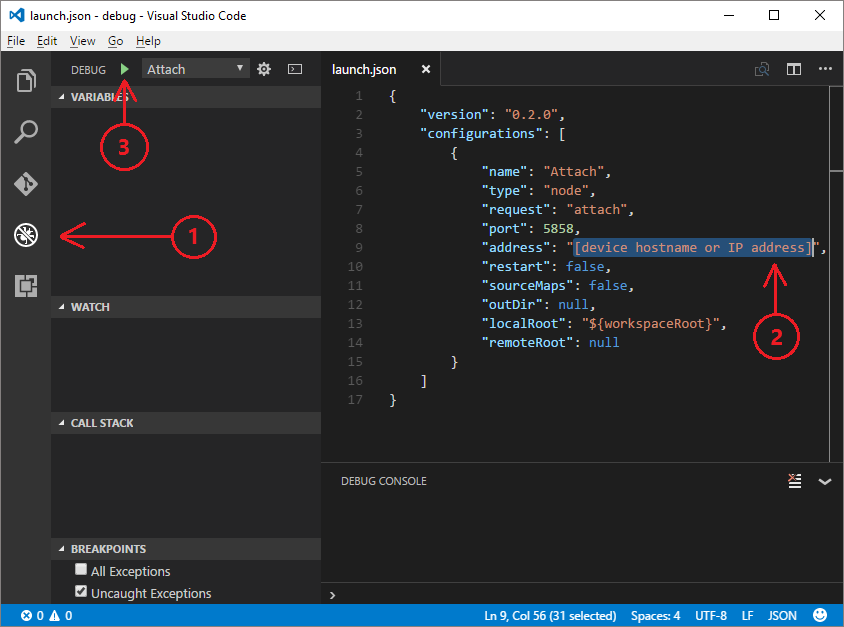 launch.json - debug - Visual Studio Code
File Edit View Go Help
DEBUG Attach
launch.json
VARIABLES
3
1
WATCH
CALL STACK
BREAKPOINTS
All Exceptions
Uncaught Exceptions
1 {
2 "version": "0.2.0",
3 "configurations": [
4 {
5 "name": "Attach",
6 "type": "node",
7 "request": "attach",
8 "port": 5858,
9 "address": "[device hostname or IP address]",
10 "restart": false,
11 "sourceMaps": false,
12 "outDir": null,
13 "localRoot": "${workspaceRoot}",
14 "remoteRoot": null
15 }
16 ]
17 }
2
DEBUG CONSOLE
>
0 0 Ln 9, Col 56 (31 selected) Spaces: 4 UTF-8 LF JSON